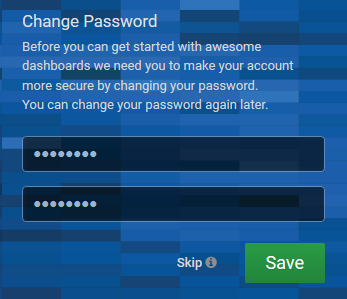 Change Password
Before you can get started with awesome
dashboards we need you to make your account
more secure by changing your password.
You can change your password again later.
••••••••
••••••••
Skip
Save